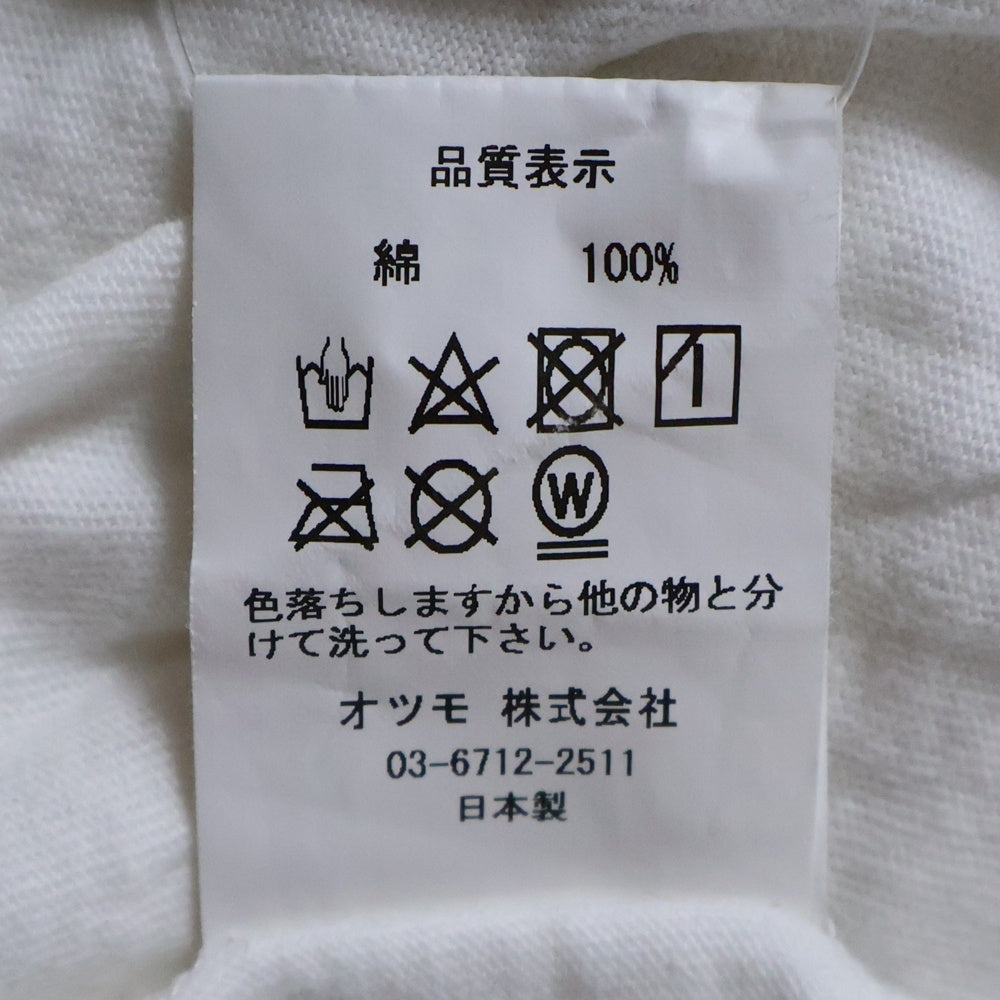 品質表示
綿 100%
W
色落ちしますから他の物と分
けて洗って下さい。
オツモ 株式会社
03-6712-2511
日本製